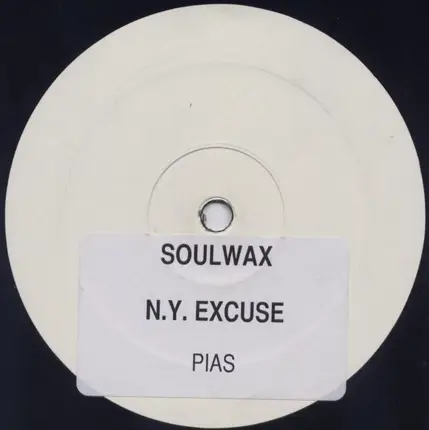 SOULWAX
N.Y. EXCUSE
PIAS